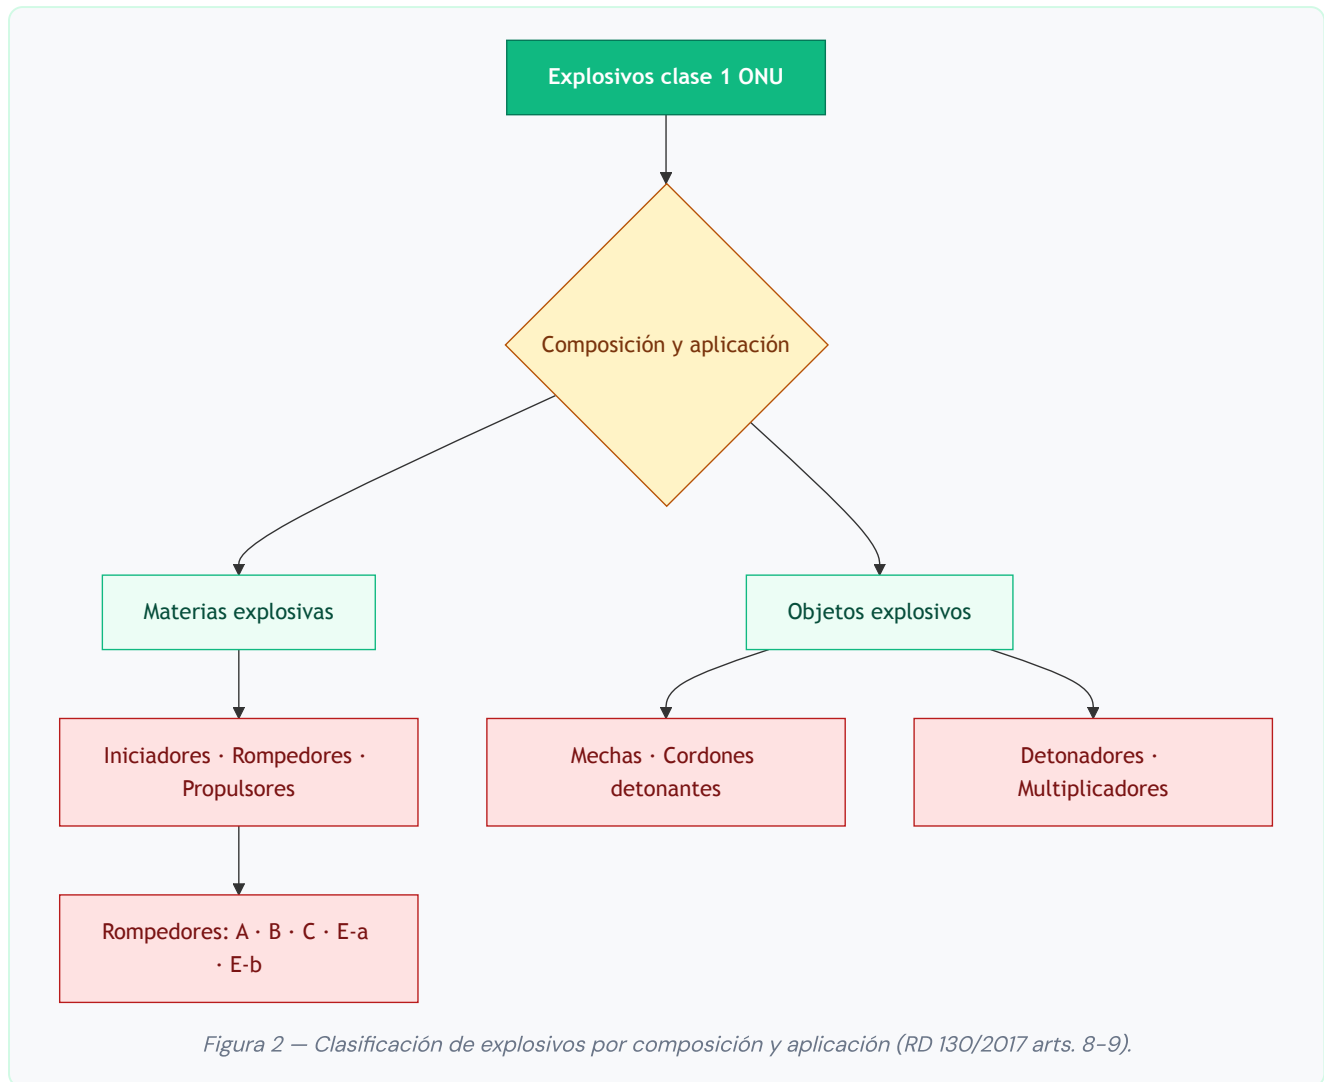 Explosivos clase 1 ONU
Composición y aplicación
Materias explosivas
Objetos explosivos
Iniciadores · Rompedores ·
Propulsores
Mechas · Cordones
detonantes
Detonadores ·
Multiplicadores
Rompedores: A · B · C · E-a
· E-b
Figura 2 — Clasificación de explosivos por composición y aplicación (RD 130/2017 arts. 8-9).